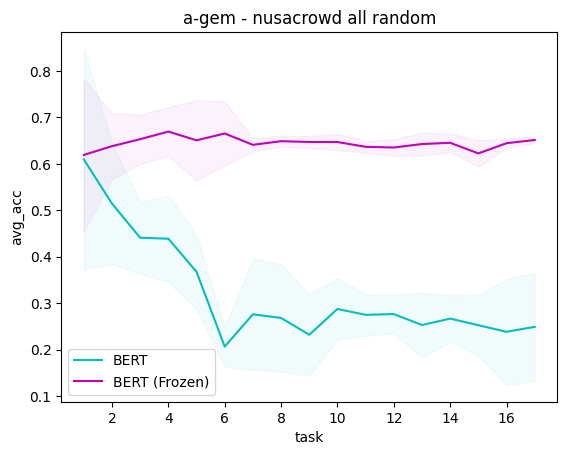 a-gem - nusacrowd all random
avg_acc
0.8
0.7
0.6
0.5
0.4
0.3
0.2
0.1
BERT
BERT (Frozen)
2 4 6 8 10 12 14 16
task